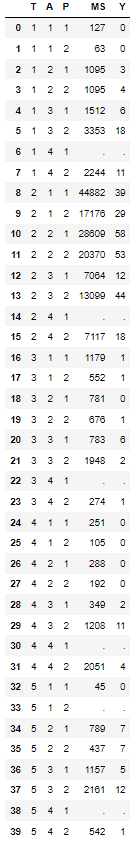 T A P MS Y
0 1 1 1 127 0
1 1 1 2 63 0
2 1 2 1 1095 3
3 1 2 2 1095 4
4 1 3 1 1512 6
5 1 3 2 3353 18
6 1 4 1 . .
7 1 4 2 2244 11
8 2 1 1 44882 39
9 2 1 2 17176 29
10 2 2 1 28609 58
11 2 2 2 20370 53
12 2 3 1 7064 12
13 2 3 2 13099 44
14 2 4 1 . .
15 2 4 2 7117 18
16 3 1 1 1179 1
17 3 1 2 552 1
18 3 2 1 781 0
19 3 2 2 676 1
20 3 3 1 783 6
21 3 3 2 1948 2
22 3 4 1 . .
23 3 4 2 274 1
24 4 1 1 251 0
25 4 1 2 105 0
26 4 2 1 288 0
27 4 2 2 192 0
28 4 3 1 349 2
29 4 3 2 1208 11
30 4 4 1 . .
31 4 4 2 2051 4
32 5 1 1 45 0
33 5 1 2 . .
34 5 2 1 789 7
35 5 2 2 437 7
36 5 3 1 1157 5
37 5 3 2 2161 12
38 5 4 1 . .
39 5 4 2 542 1